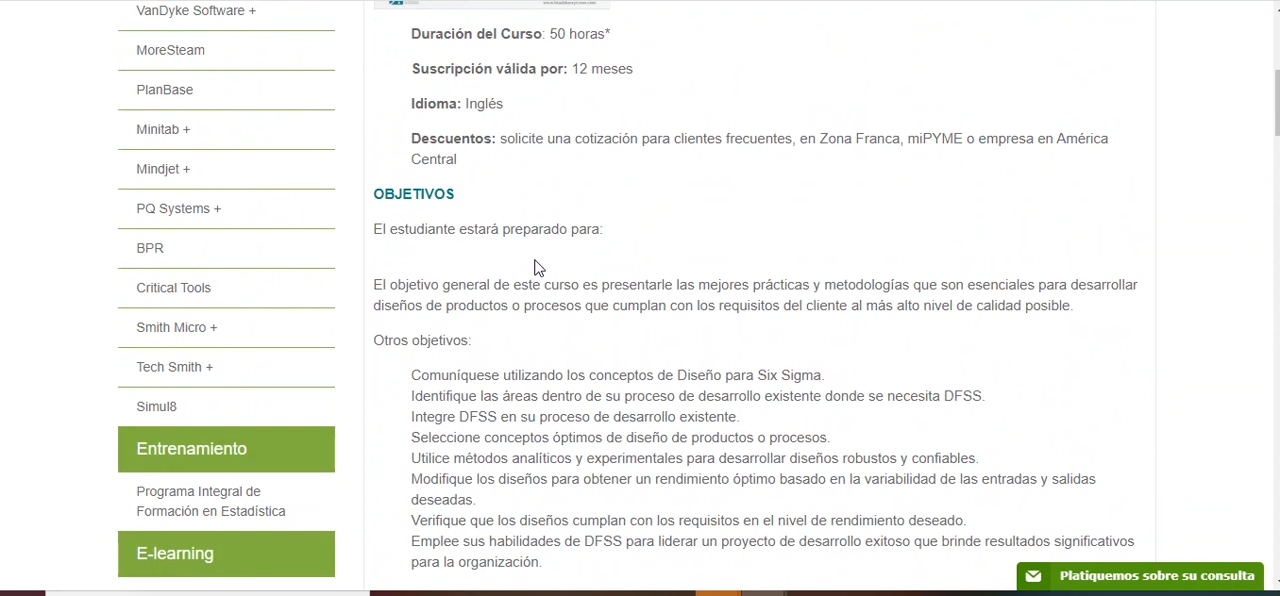 VanDyke Software +
MoreSteam
PlanBase
Minitab +
Mindjet +
PQ Systems +
BPR
Critical Tools
Smith Micro +
Tech Smith +
Simul8
Entrenamiento
Programa Integral de
Formación en Estadística
E-learning
Duración del Curso: 50 horas*
Suscripción válida por: 12 meses
Idioma: Inglés
Descuentos: solicite una cotización para clientes frecuentes, en Zona Franca, miPYME o empresa en América
Central
OBJETIVOS
El estudiante estará preparado para:
El objetivo general de este curso es presentarle las mejores prácticas y metodologías que son esenciales para desarrollar
diseños de productos o procesos que cumplan con los requisitos del cliente al más alto nivel de calidad posible.
Otros objetivos:
Comuníquese utilizando los conceptos de Diseño para Six Sigma.
Identifique las áreas dentro de su proceso de desarrollo existente donde se necesita DFSS.
Integre DFSS en su proceso de desarrollo existente.
Seleccione conceptos óptimos de diseño de productos o procesos.
Utilice métodos analíticos y experimentales para desarrollar diseños robustos y confiables.
Modifique los diseños para obtener un rendimiento óptimo basado en la variabilidad de las entradas y salidas
deseadas.
Verifique que los diseños cumplan con los requisitos en el nivel de rendimiento deseado.
Emplee sus habilidades de DFSS para liderar un proyecto de desarrollo exitoso que brinde resultados significativos
para la organización.
Platiquemos sobre su consulta